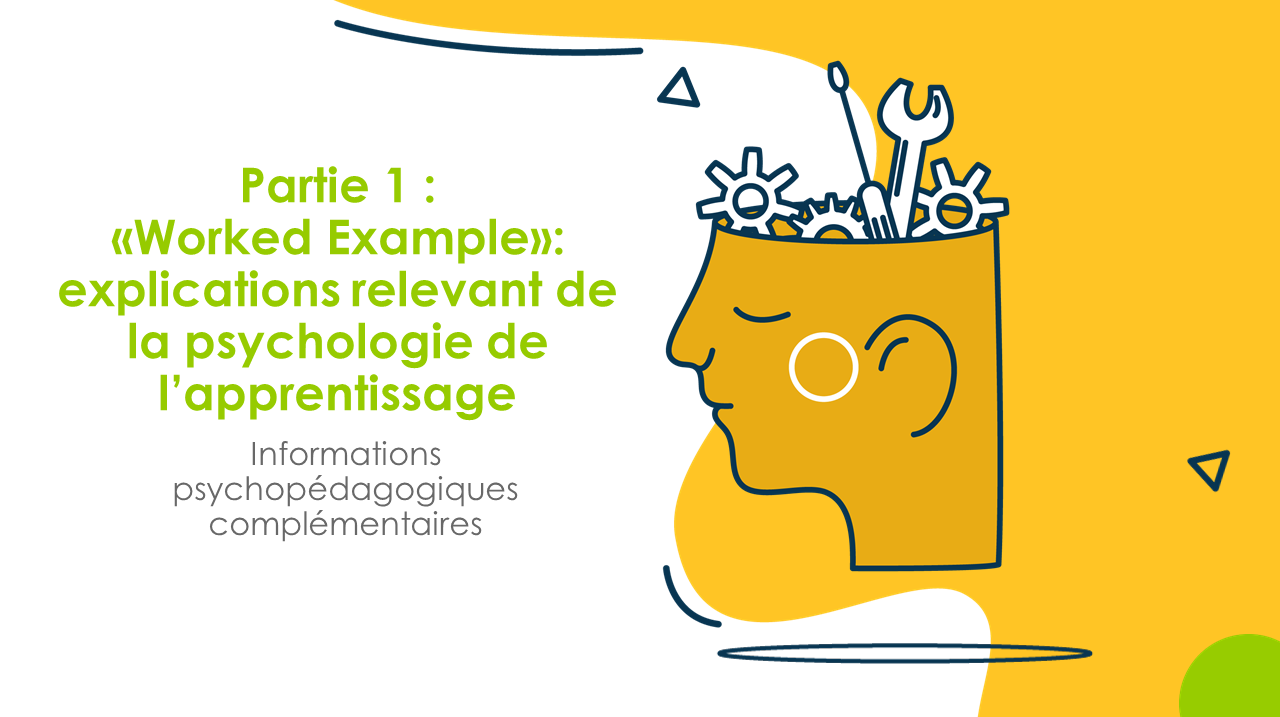 Partie 1 :
«Worked Example»:
explications relevant de
la psychologie de
l’apprentissage
Informations
psychopédagogiques
complémentaires